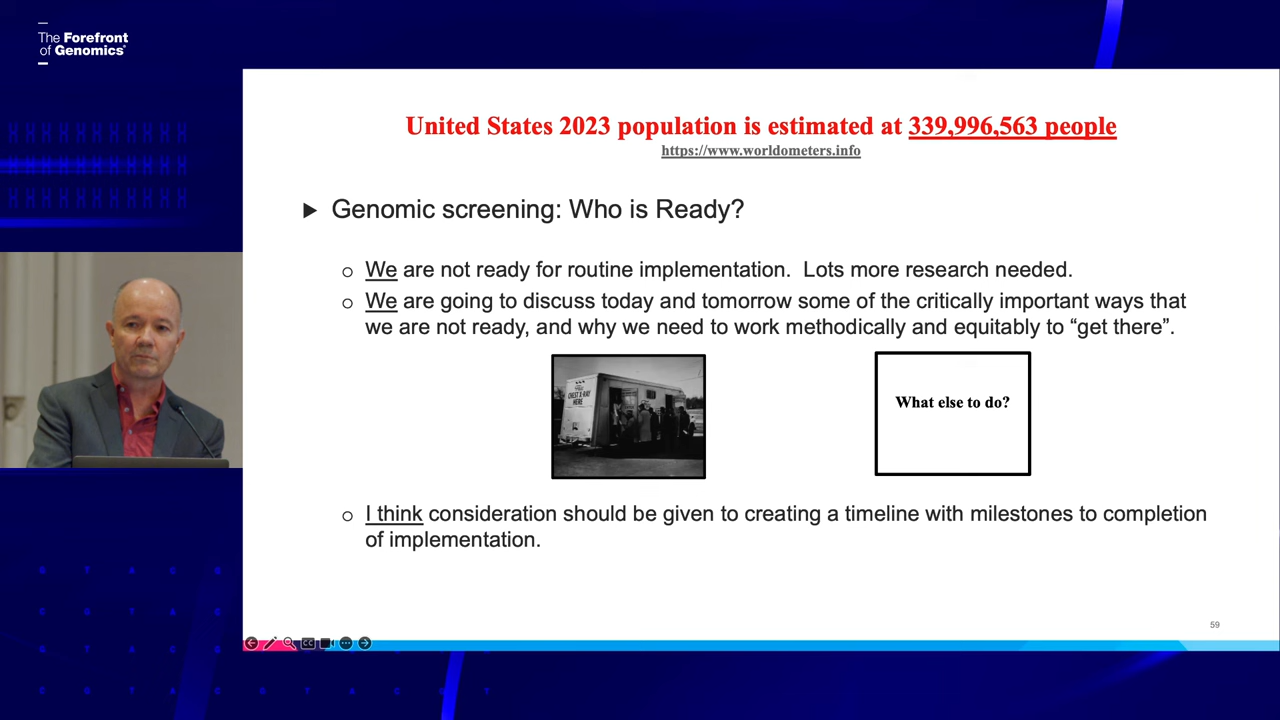 The Forefront
of Genomics®
United States 2023 population is estimated at 339,996,563 people
https://www.worldometers.info
► Genomic screening: Who is Ready?
o We are not ready for routine implementation. Lots more research needed.
o We are going to discuss today and tomorrow some of the critically important ways that
we are not ready, and why we need to work methodically and equitably to “get there”.
CHEST X-RAY
HERE
What else to do?
o I think consideration should be given to creating a timeline with milestones to completion
of implementation.
59
CC
G T A C G
C G T A C
A G T A C
C G T A C G T A C G T